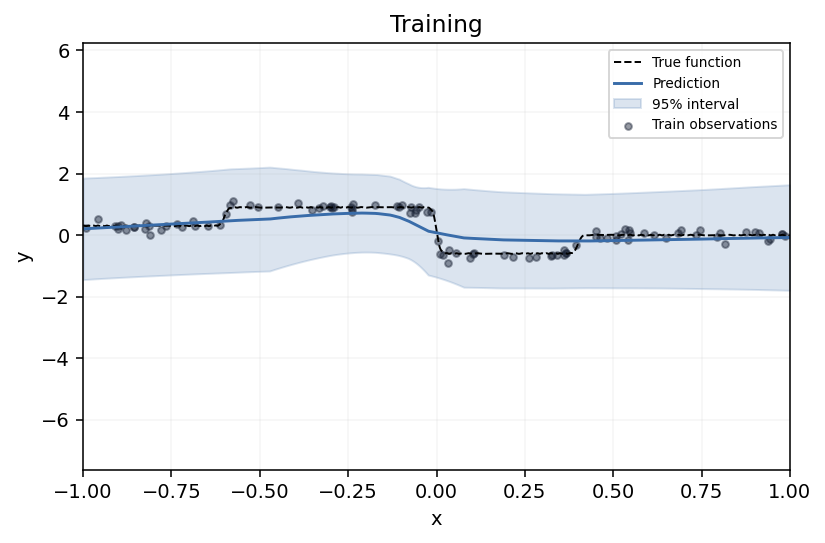 Training
6
4
2
0
−2
−4
−6
y
True function
Prediction
95% interval
Train observations
−1.00 −0.75 −0.50 −0.25 0.00 0.25 0.50 0.75 1.00
x